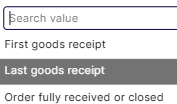 Search value
First goods receipt
Last goods receipt
Order fully received or closed